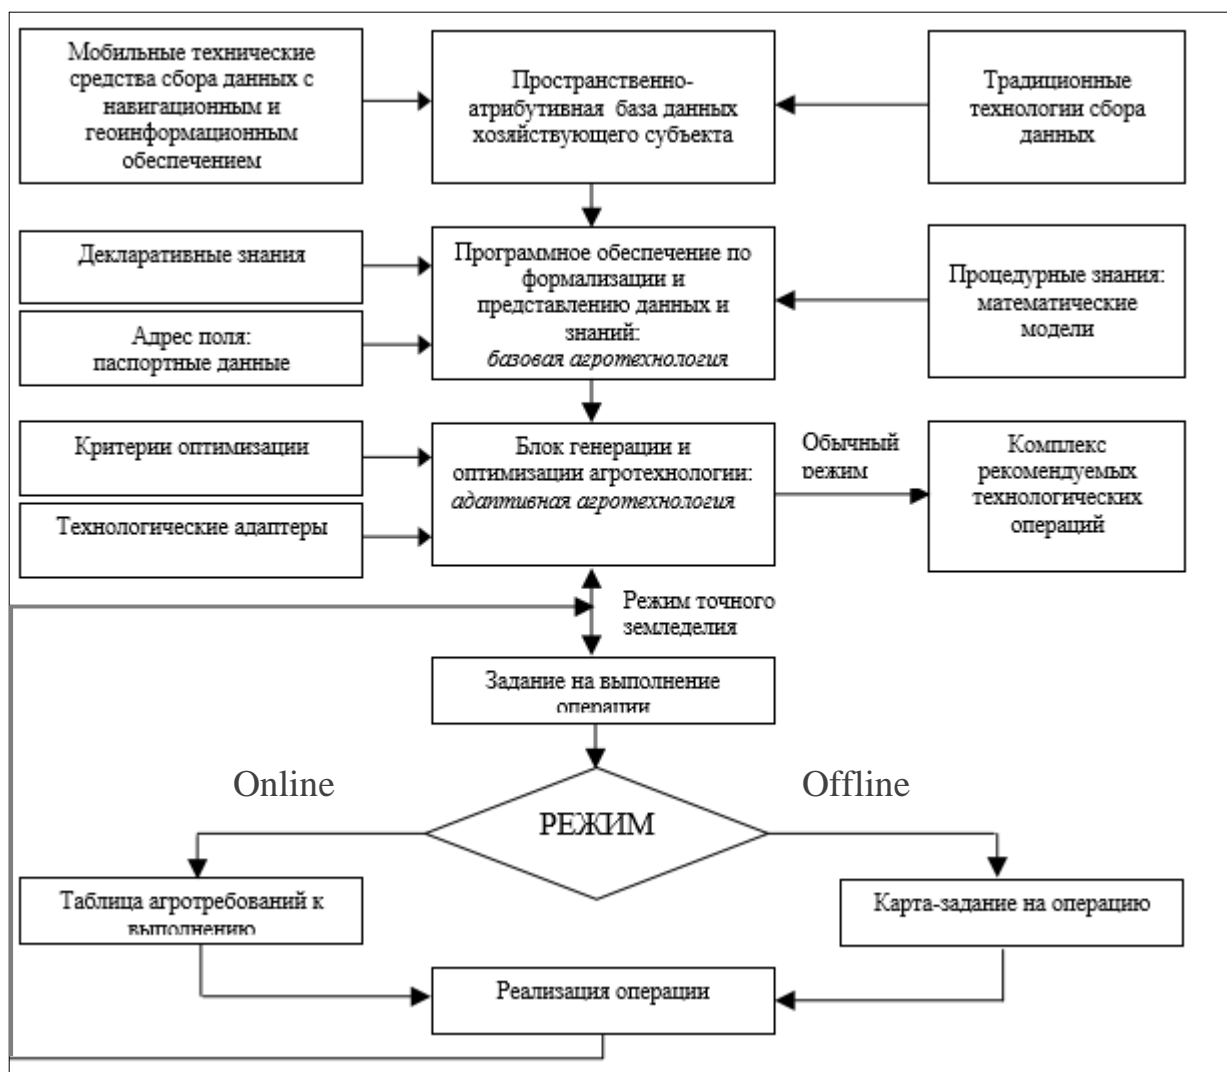 Мобильные технические
средства сбора данных с
навигационным и
геоинформационным
обеспечением
Пространственно-
атрибутивная база данных
хозяйствующего субъекта
Традиционные
технологии сбора
данных
Декларативные знания
Адрес поля:
паспортные данные
Программное обеспечение по
формализации и
представлению данных и
знаний:
базовая агротехнология
Процедурные знания:
математические
модели
Критерии оптимизации
Технологические адаптеры
Блок генерации и
оптимизации агротехнологии:
адаптивная агротехнология
Обычный
режим
Комплекс
рекомендуемых
технологических
операций
Режим точного
земледелия
Задание на выполнение
операции
Online
Offline
РЕЖИМ
Таблица агротребований к
выполнению
Карта-задание на операцию
Реализация операции